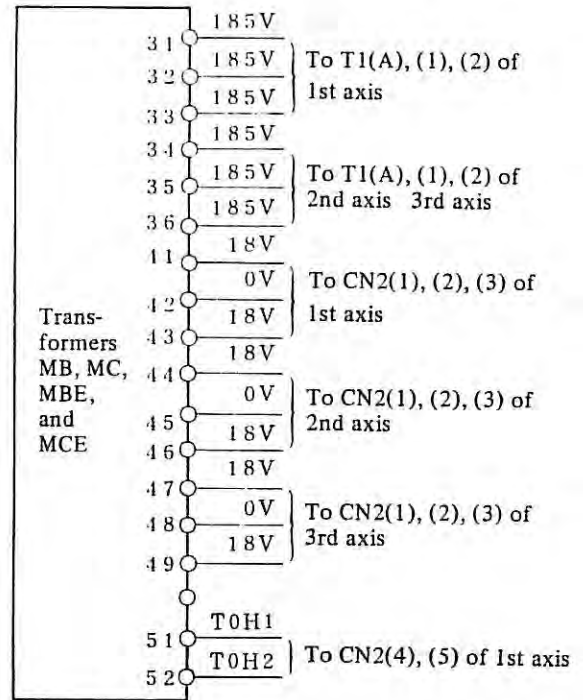 185V
31
185V
32
185V
33
To T1(A), (1), (2) of
1st axis
185V
34
185V
35
185V
36
To T1(A), (1), (2) of
2nd axis 3rd axis
18V
41
0V
42
18V
43
To CN2(1), (2), (3) of
1st axis
Trans-
formers
MB, MC,
MBE,
and
MCE
18V
44
0V
45
18V
46
To CN2(1), (2), (3) of
2nd axis
18V
47
0V
48
18V
49
To CN2(1), (2), (3) of
3rd axis
TOH1
51
TOH2
52
To CN2(4), (5) of 1st axis